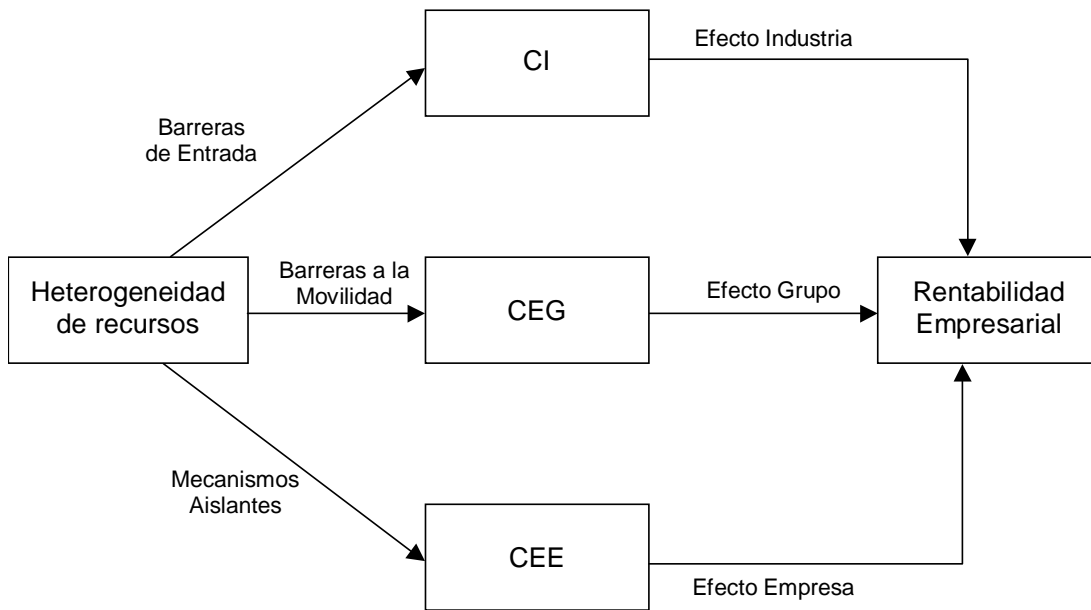 CI
Efecto Industria
Barreras
de Entrada
Heterogeneidad
de recursos
Barreras a la
Movilidad
CEG
Efecto Grupo
Rentabilidad
Empresarial
Mecanismos
Aislantes
CEE
Efecto Empresa